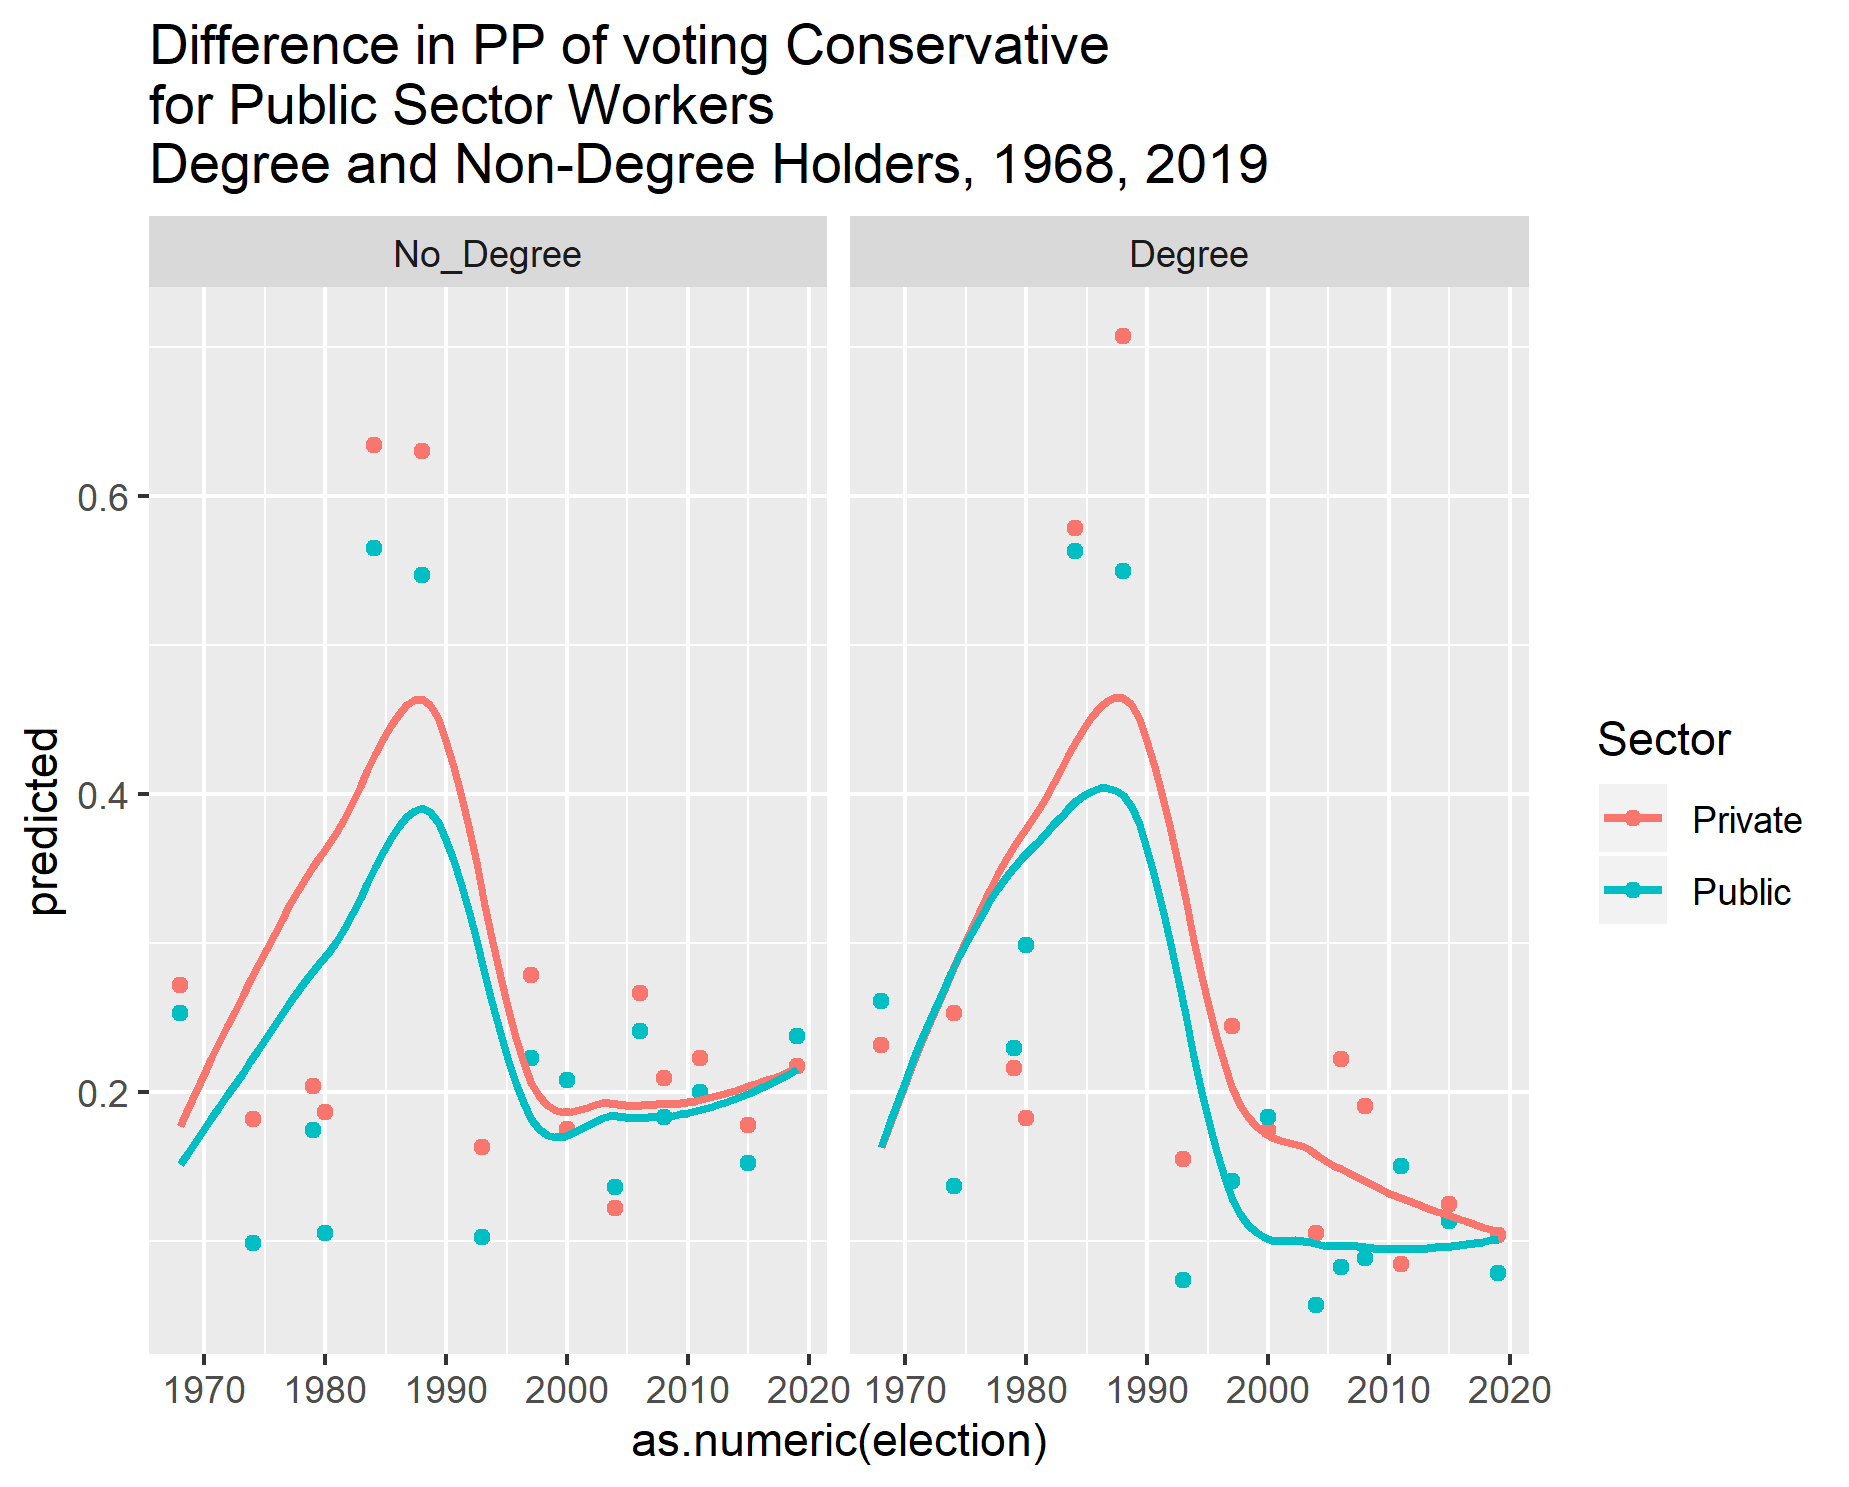 Difference in PP of voting Conservative
for Public Sector Workers
Degree and Non-Degree Holders, 1968, 2019
No_Degree
Degree
predicted
0.6
0.4
0.2
1970 1980 1990 2000 2010 2020
1970 1980 1990 2000 2010 2020
as.numeric(election)
Sector
Private
Public